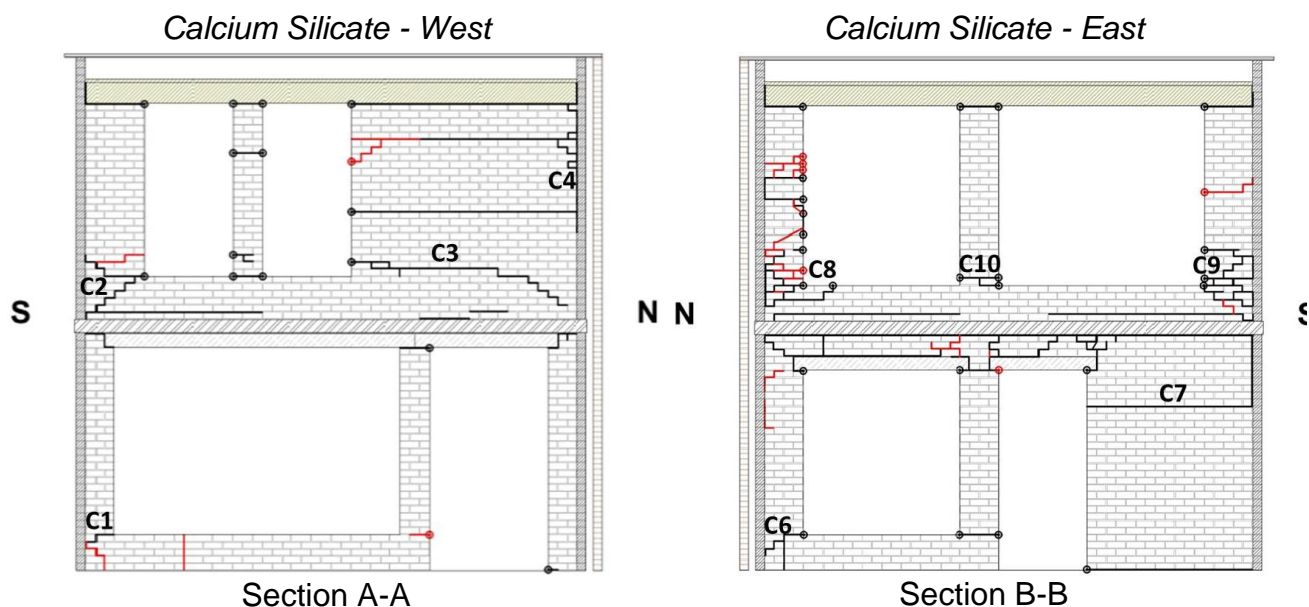 Calcium Silicate - West
Calcium Silicate - East
C4
C3
C2
S
N
C1
Section A-A
N
C8
C10
C9
S
C7
C6
Section B-B